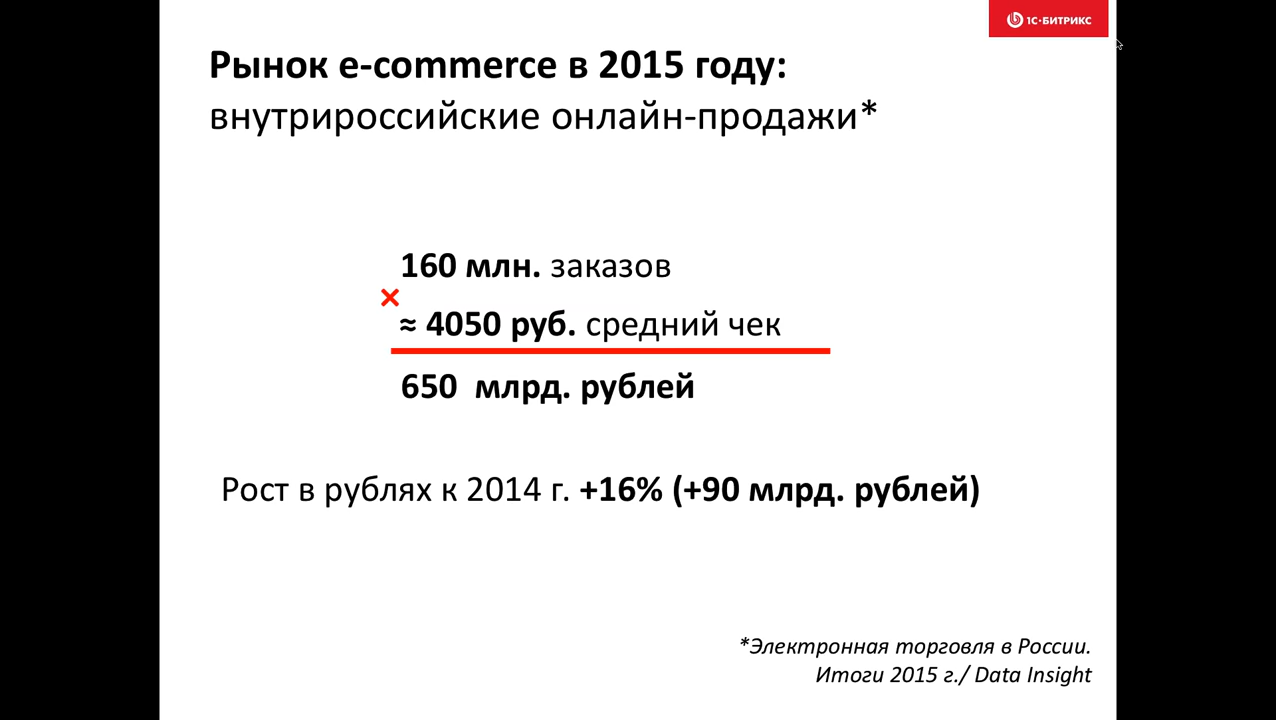 1С-БИТРИКС
Рынок e-commerce в 2015 году:
внутрироссийские онлайн-продажи*
160 млн. заказов
×
≈ 4050 руб. средний чек
650 млрд. рублей
Рост в рублях к 2014 г. +16% (+90 млрд. рублей)
*Электронная торговля в России.
Итоги 2015 г./ Data Insight